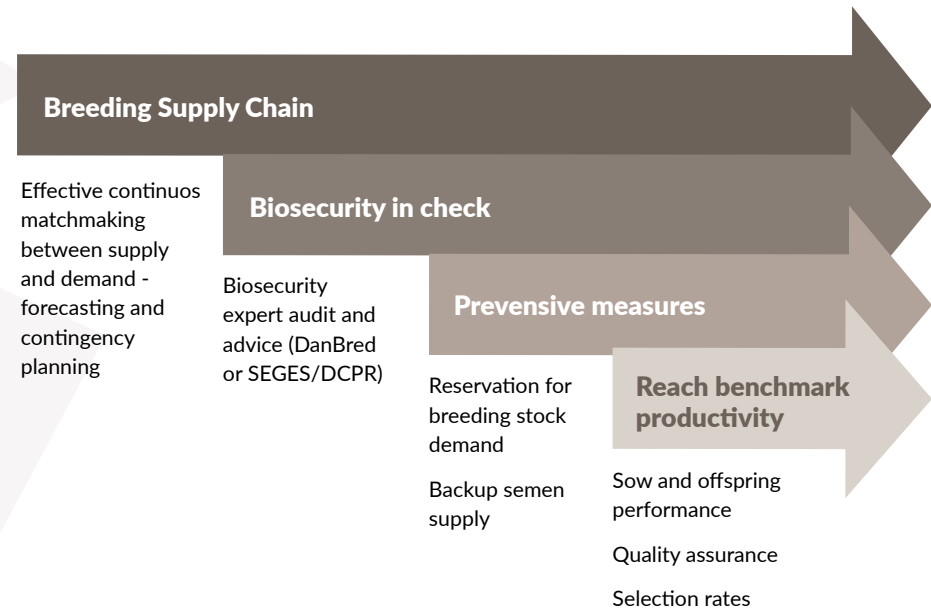 Breeding Supply Chain
Effective continuos
matchmaking
between supply
and demand -
forecasting and
contingency
planning
Biosecurity in check
Biosecurity
expert audit and
advice (DanBred
or SEGES/DCPR)
Prevensive measures
Reservation for
breeding stock
demand
Backup semen
supply
Reach benchmark
productivity
Sow and offspring
performance
Quality assurance
Selection rates